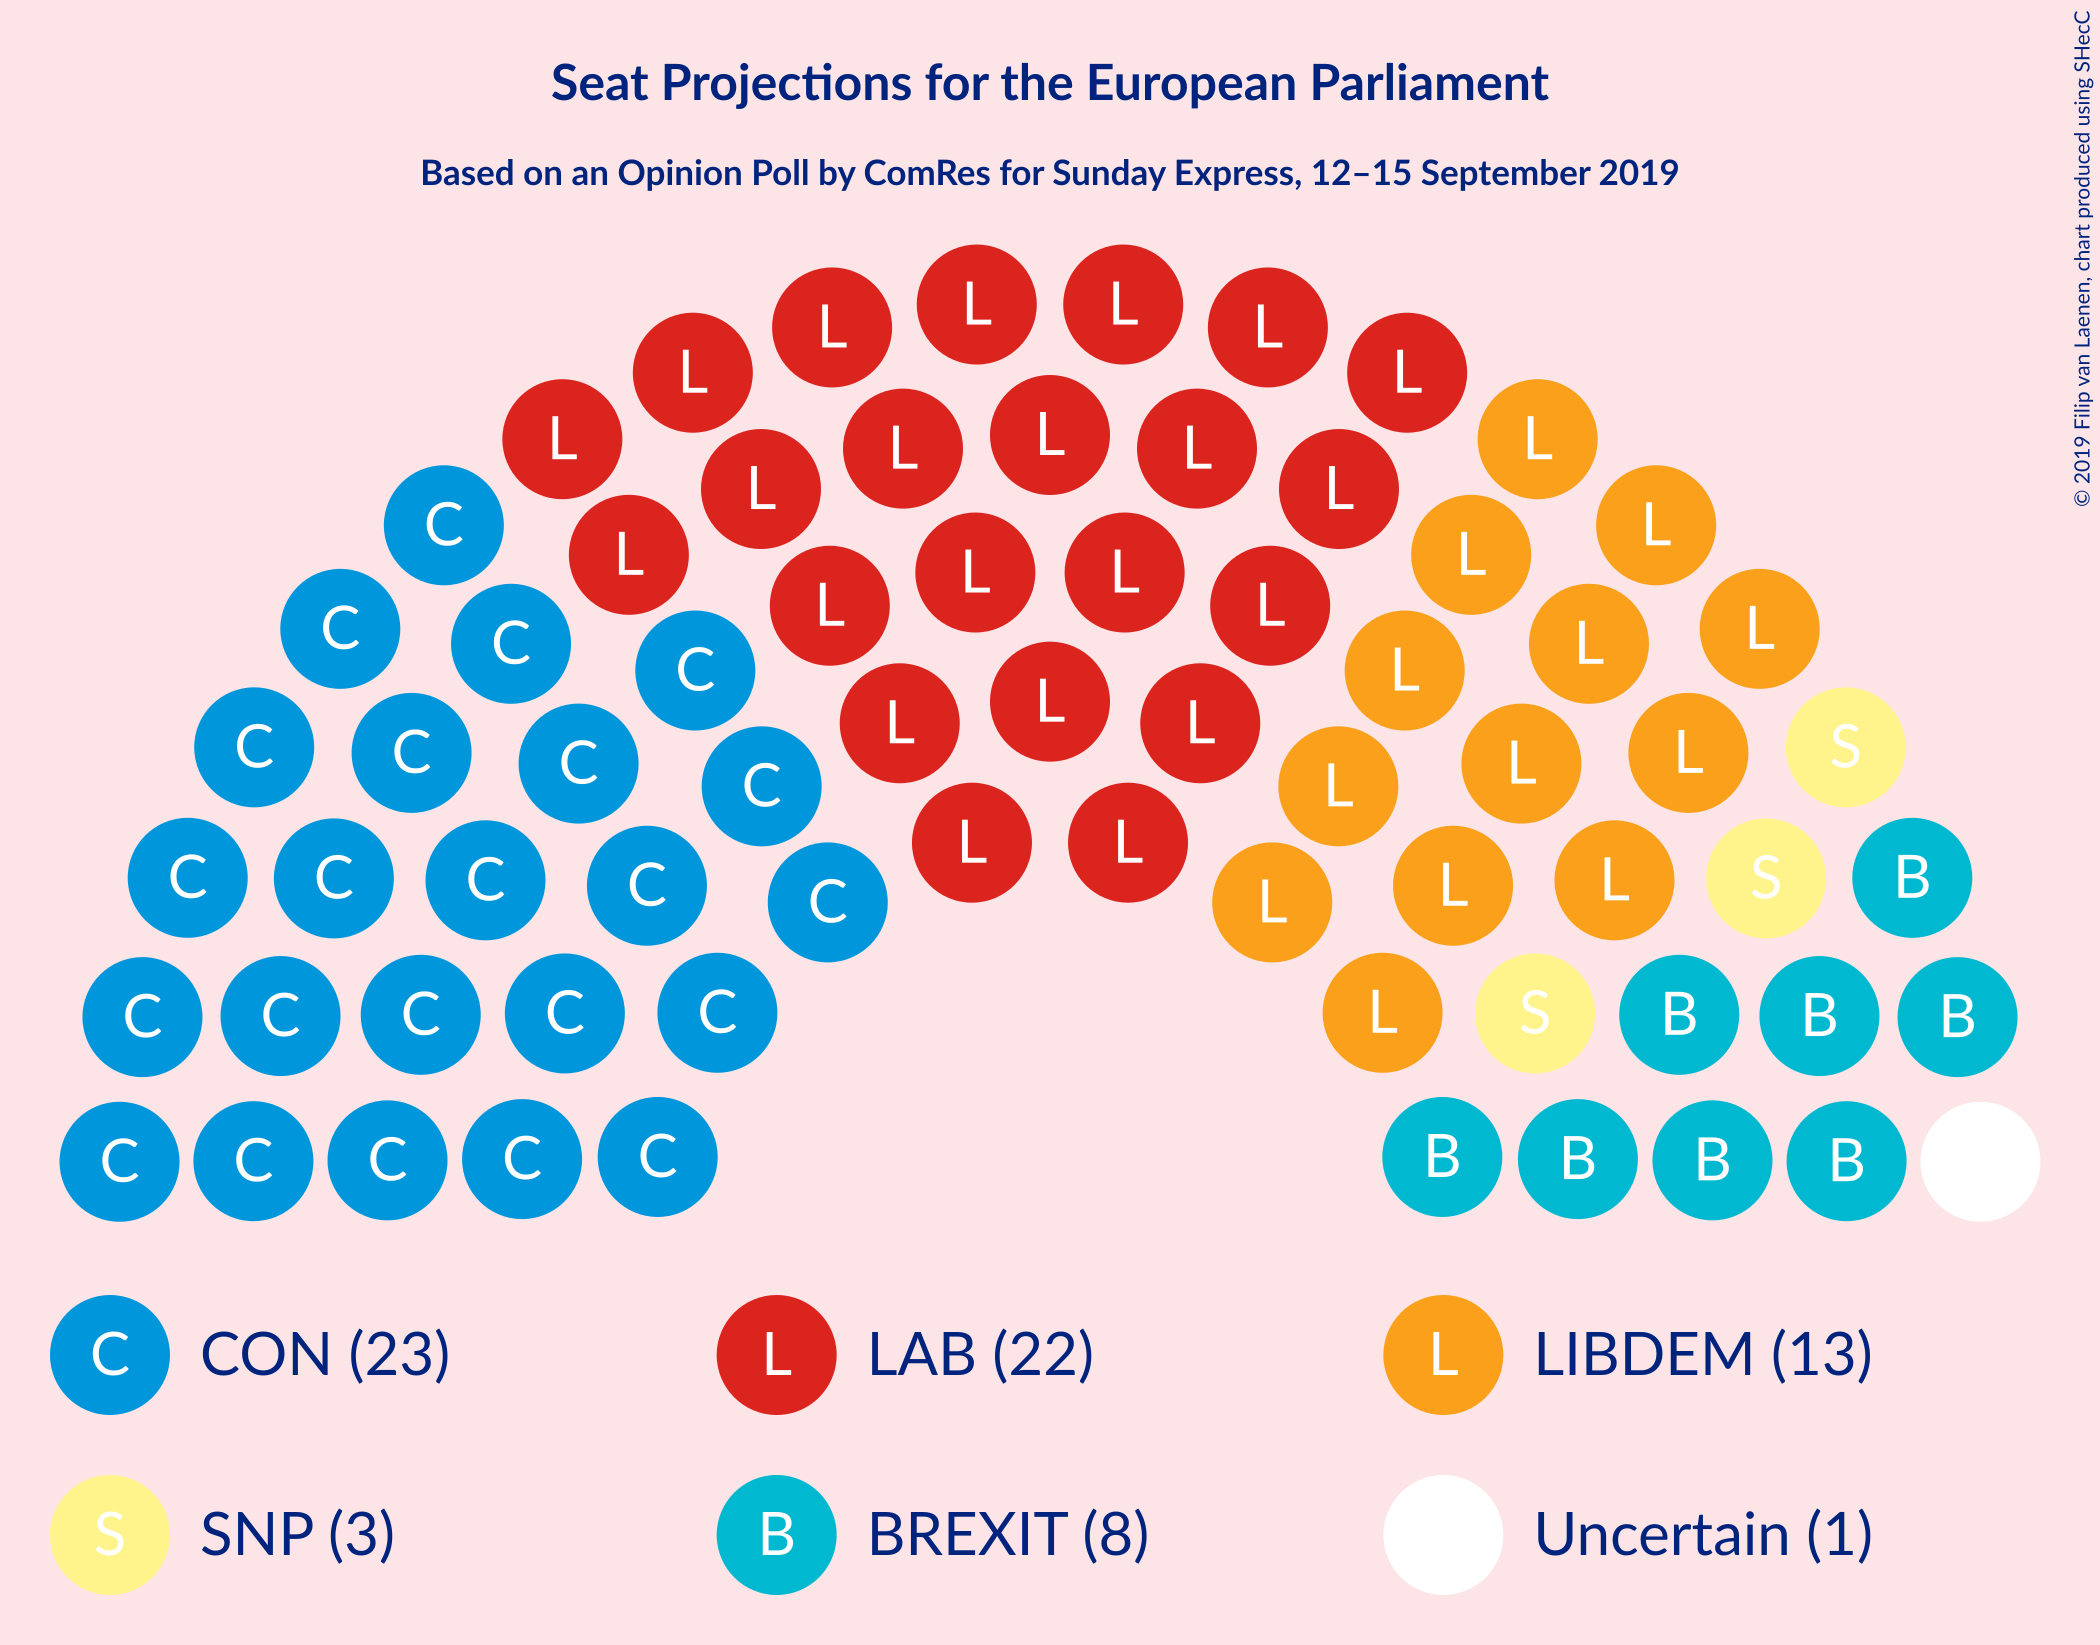 Seat Projections for the European Parliament
Based on an Opinion Poll by ComRes for Sunday Express, 12–15 September 2019
© 2019 Filip van Laenen, chart produced using SHecC
L L
L L
L L
L L L L L
L L
C L
L L L L
C C L L L L
C L
C C C L L L L L S
C L
C C C C C L L L L L S B
C C C C C L S B B B
C C C C C B B B B
C CON (23) L LAB (22) L LIBDEM (13)
S SNP (3) B BREXIT (8) Uncertain (1)